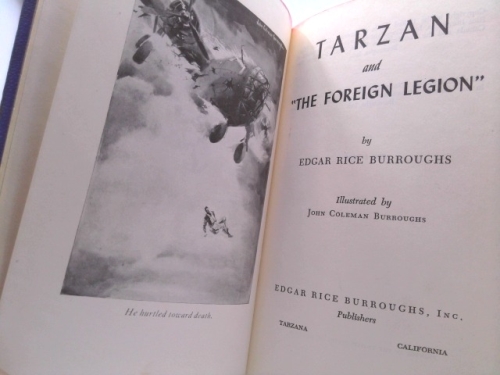 He hurtled toward death.
TARZAN
and
"THE FOREIGN LEGION"
by
EDGAR RICE BURROUGHS
Illustrated by
JOHN COLEMAN BURROUGHS
EDGAR RICE BURROUGHS, INC.
Publishers
TARZANA
CALIFORNIA